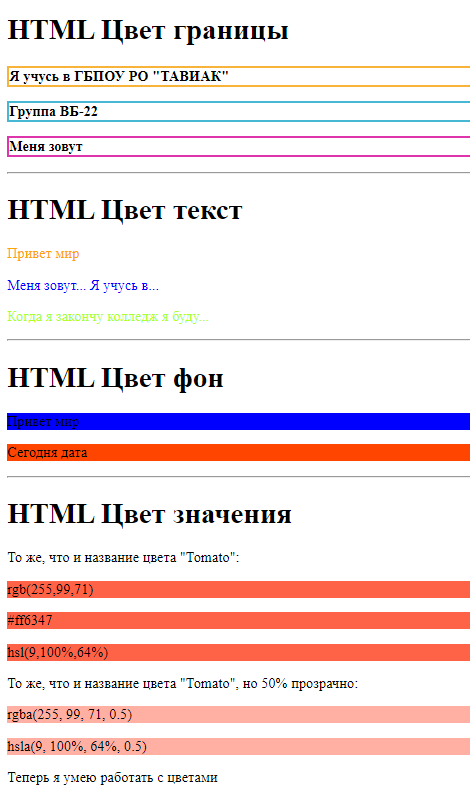 HTML Цвет границы
Я учусь в ГБПОУ РО "ТАВИАК"
Группа ВБ-22
Меня зовут
HTML Цвет текст
Привет мир
Меня зовут... Я учусь в...
Когда я закончу колледж я буду...
HTML Цвет фон
Привет мир
Сегодня дата
HTML Цвет значения
То же, что и название цвета "Tomato":
rgb(255,99,71)
#ff6347
hsl(9,100%,64%)
То же, что и название цвета "Tomato", но 50% прозрачно:
rgba(255, 99, 71, 0.5)
hsla(9, 100%, 64%, 0.5)
Теперь я умею работать с цветами